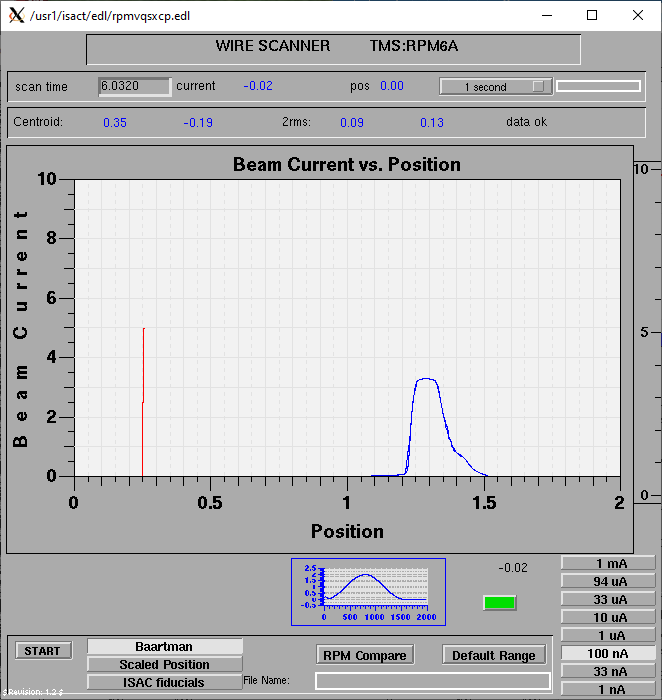 /usr1/isact/edl/rpmvqsxcp.edl
WIRE SCANNER TMS:RPM6A
scan time 6.0320 current -0.02 pos 0.00 1 second
Centroid: 0.35 -0.19 2rms: 0.09 0.13 data ok
Beam Current vs. Position
10
8
6
4
2
0
Beam Current
0 0.5 1 1.5 2
Position
10
5
0
2.5
2
1.5
1
0.5
0
-0.5
0 500 1000 1500 2000
-0.02
1 mA
94 uA
33 uA
10 uA
1 uA
100 nA
33 nA
1 nA
START
Baartman
Scaled Position
ISAC fiducials
RPM Compare
Default Range
File Name:
$Revision: 1.2 $